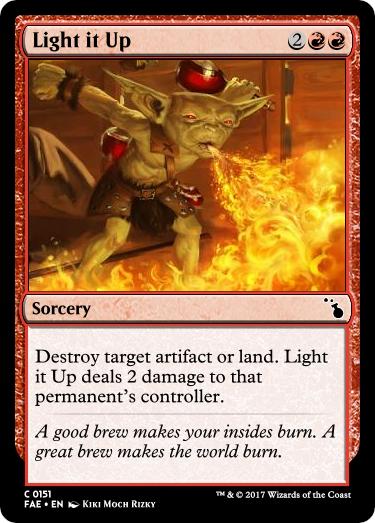 Light it Up 2
Sorcery
Destroy target artifact or land. Light
it Up deals 2 damage to that
permanent's controller.
A good brew makes your insides burn. A
great brew makes the world burn.
C 0151
FAE • EN KIKI MOCH RIZKY
™ & © 2017 Wizards of the Coast